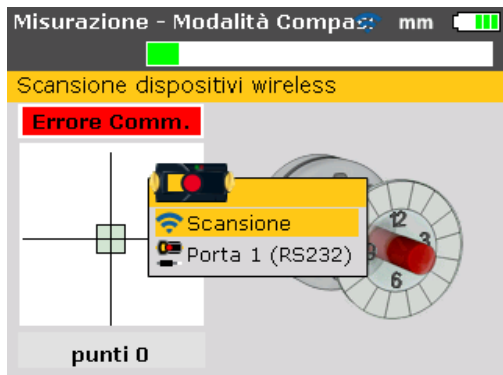 Misurazione - Modalità Compas: mm
Scansione dispositivi wireless
Errore Comm.
Scansione
Porta 1 (RS232)
12
3
6
punti 0